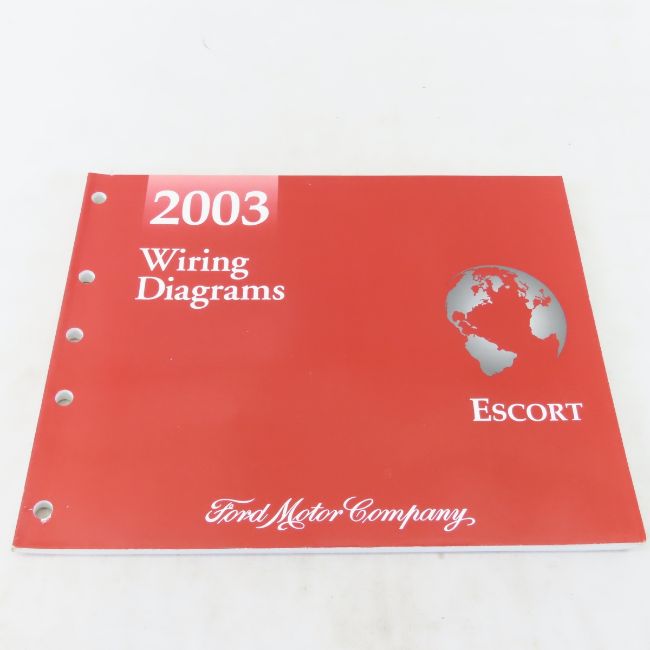 2003
Wiring
Diagrams
ESCORT
Ford Motor Company